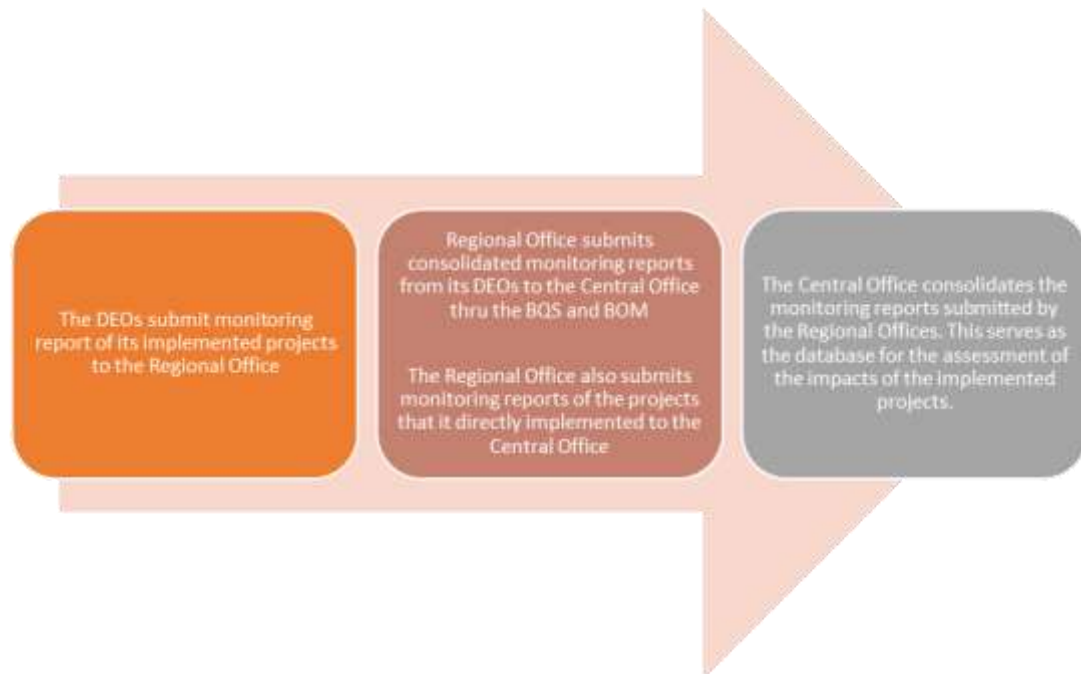 The DEOs submit monitoring
report of its implemented projects
to the Regional Office
Regional Office submits
consolidated monitoring reports
from its DEOs to the Central Office
thru the BQS and BOM
The Regional Office also submits
monitoring reports of the projects
that it directly implemented to the
Central Office
The Central Office consolidates the
monitoring reports submitted by
the Regional Offices. This serves as
the database for the assessment of
the impacts of the implemented
projects.